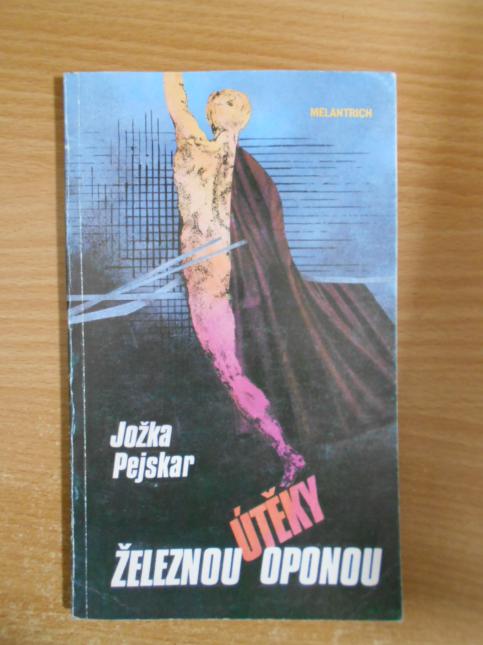 MELANTRICH
Jožka
Pejskar
ÚTĚKY
ŽELEZNOU OPONOU